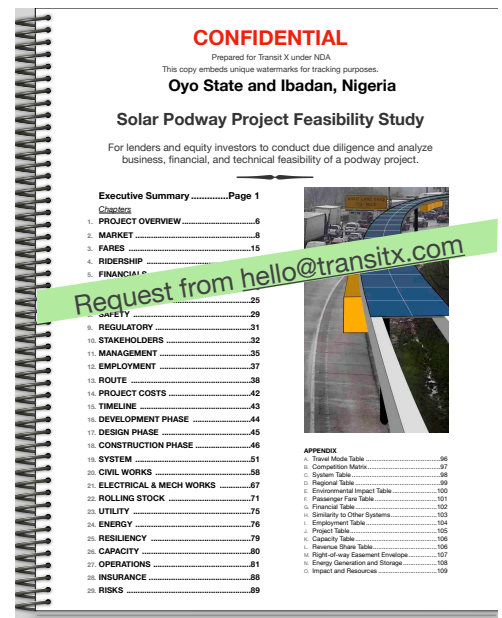 CONFIDENTIAL
Prepared for Transit X under NDA
This copy embeds unique watermarks for tracking purposes.
Oyo State and Ibadan, Nigeria
Solar Podway Project Feasibility Study
For lenders and equity investors to conduct due diligence and analyze
business, financial, and technical feasibility of a podway project.
Executive Summary ..............Page 1
Chapters
1. PROJECT OVERVIEW ...................................6
2. MARKET ...................................8
3. FARES ...................................15
4. RIDERSHIP
5. FINANCIALS
Request from hello@transitx.com
25
SAFETY ...................................29
9. REGULATORY ...................................31
10. STAKEHOLDERS ...................................32
11. MANAGEMENT ...................................35
12. EMPLOYMENT ...................................37
13. ROUTE ...................................38
14. PROJECT COSTS ...................................42
15. TIMELINE ...................................43
16. DEVELOPMENT PHASE ...................................44
17. DESIGN PHASE ...................................45
18. CONSTRUCTION PHASE ...................................46
19. SYSTEM ...................................51
20. CIVIL WORKS ...................................58
21. ELECTRICAL & MECH WORKS ..............67
22. ROLLING STOCK ...................................71
23. UTILITY ...................................75
24. ENERGY ...................................76
25. RESILIENCY ...................................79
26. CAPACITY ...................................80
27. OPERATIONS ...................................81
28. INSURANCE ...................................88
29. RISKS ...................................89
APPENDIX
A. Travel Mode Table ...................................96
B. Competition Matrix ...................................97
C. System Table ...................................98
D. Regional Table ...................................99
E. Environmental Impact Table ..............100
F. Passenger Fare Table ...................................101
G. Financial Table ...................................102
H. Similarity to Other Systems ..............103
I. Employment Table ...................................104
J. Project Table ...................................105
K. Capacity Table ...................................106
L. Revenue Share Table ...................................106
M. Right-of-way Easement Envelope ......107
N. Energy Generation and Storage ..............108
O. Impact and Resources ...................................109